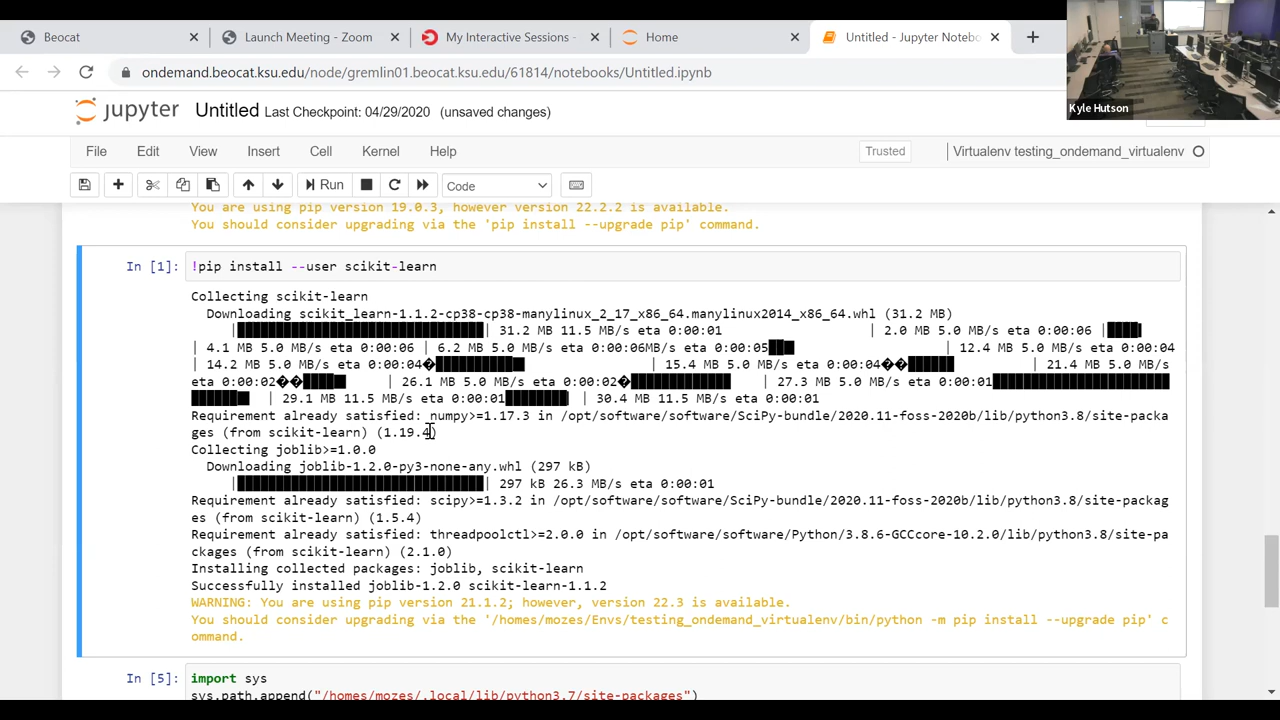 Beocat
Launch Meeting - Zoom
My Interactive Sessions -
Home
Untitled - Jupyter Notebo
ondemand.beocat.ksu.edu/node/gremlin01.beocat.ksu.edu/61814/notebooks/Untitled.ipynb
Kyle Hutson
jupyter Untitled Last Checkpoint: 04/29/2020 (unsaved changes)
File Edit View Insert Cell Kernel Help Trusted Virtualenv testing_ondemand_virtualenv
Run Code
You are using pip version 19.0.3, however version 22.2.2 is available.
You should consider upgrading via the 'pip install --upgrade pip' command.
In [1]: !pip install --user scikit-learn
Collecting scikit-learn
Downloading scikit_learn-1.1.2-cp38-cp38-manylinux_2_17_x86_64.manylinux2014_x86_64.whl (31.2 MB)
|████████████████████████████████| 31.2 MB 11.5 MB/s eta 0:00:01 | 2.0 MB 5.0 MB/s eta 0:00:06 |████
| 4.1 MB 5.0 MB/s eta 0:00:06 | 6.2 MB 5.0 MB/s eta 0:00:06MB/s eta 0:00:05███ | 12.4 MB 5.0 MB/s eta 0:00:04
| 14.2 MB 5.0 MB/s eta 0:00:04�███████████ | 15.4 MB 5.0 MB/s eta 0:00:04��██████ | 21.4 MB 5.0 MB/s
eta 0:00:02��█████ | 26.1 MB 5.0 MB/s eta 0:00:02�█████████████ | 27.3 MB 5.0 MB/s eta 0:00:01███████████████████████
███████ | 29.1 MB 11.5 MB/s eta 0:00:01████████ | 30.4 MB 11.5 MB/s eta 0:00:01
Requirement already satisfied: numpy>=1.17.3 in /opt/software/software/SciPy-bundle/2020.11-foss-2020b/lib/python3.8/site-packa
ges (from scikit-learn) (1.19.4)
Collecting joblib>=1.0.0
Downloading joblib-1.2.0-py3-none-any.whl (297 kB)
|████████████████████████████████| 297 kB 26.3 MB/s eta 0:00:01
Requirement already satisfied: scipy>=1.3.2 in /opt/software/software/SciPy-bundle/2020.11-foss-2020b/lib/python3.8/site-packag
es (from scikit-learn) (1.5.4)
Requirement already satisfied: threadpoolctl>=2.0.0 in /opt/software/software/Python/3.8.6-GCCcore-10.2.0/lib/python3.8/site-pa
ckages (from scikit-learn) (2.1.0)
Installing collected packages: joblib, scikit-learn
Successfully installed joblib-1.2.0 scikit-learn-1.1.2
WARNING: You are using pip version 21.1.2; however, version 22.3 is available.
You should consider upgrading via the '/homes/mozes/Envs/testing_ondemand_virtualenv/bin/python -m pip install --upgrade pip' c
ommand.
In [5]: import sys
sys.path.append("/homes/mozes/.local/lib/python3.7/site-packages")